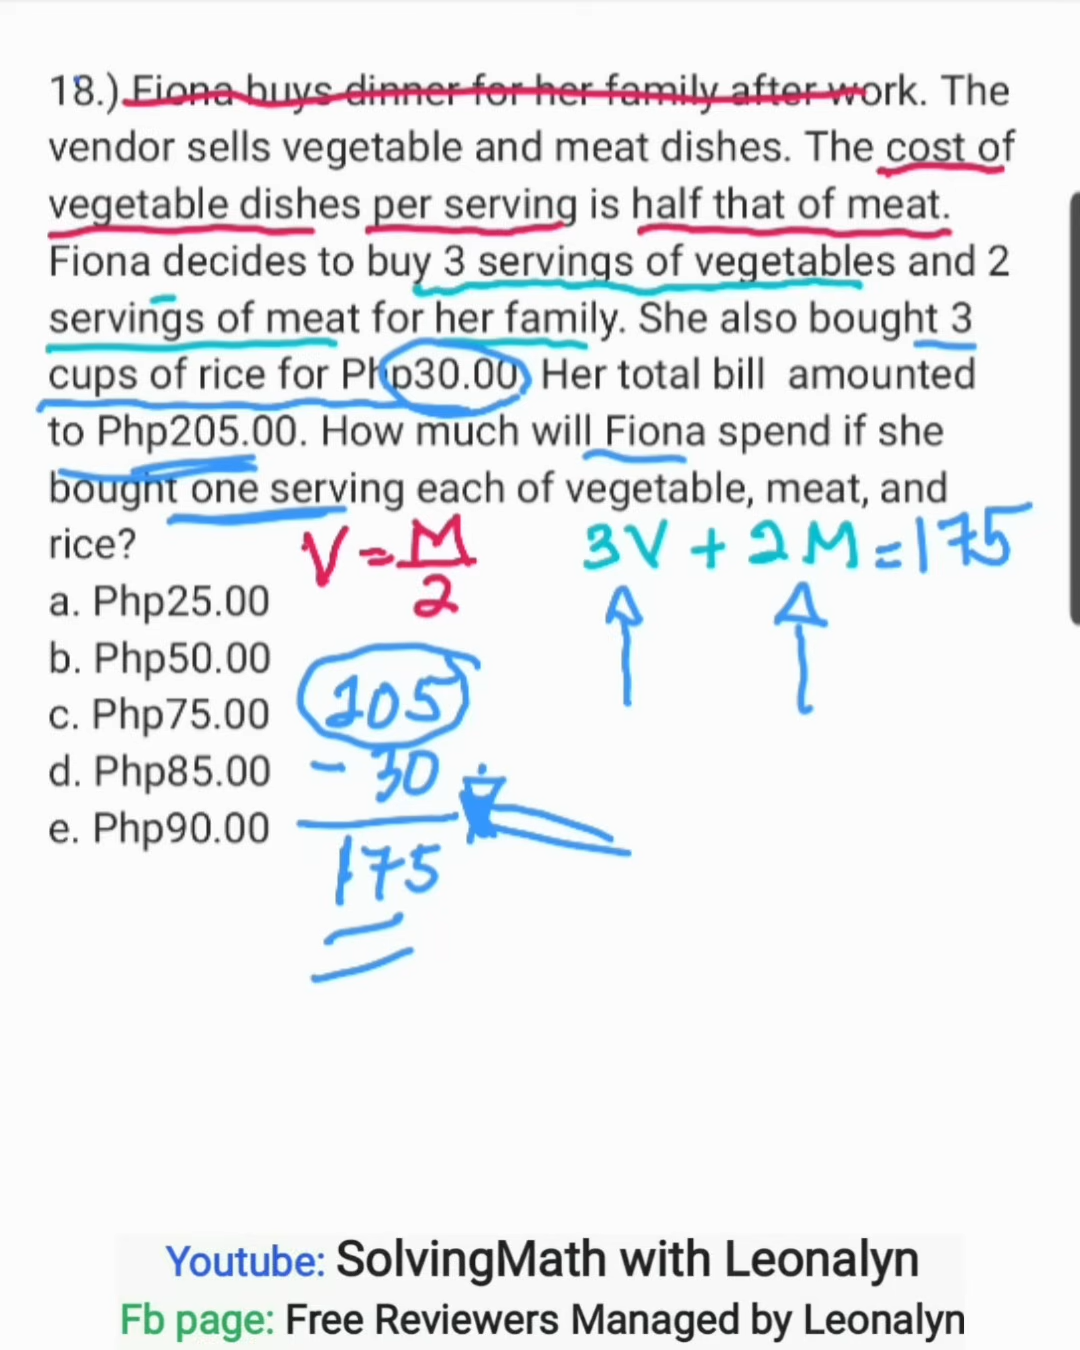 18.) Fiona buys dinner for her family after work. The
vendor sells vegetable and meat dishes. The cost of
vegetable dishes per serving is half that of meat.
Fiona decides to buy 3 servings of vegetables and 2
servings of meat for her family. She also bought 3
cups of rice for Php30.00. Her total bill amounted
to Php205.00. How much will Fiona spend if she
bought one serving each of vegetable, meat, and
rice?
V = M/2
3V + 2M = 175
a. Php25.00
b. Php50.00
c. Php75.00
d. Php85.00
e. Php90.00
205
- 30
175
Youtube: SolvingMath with Leonalyn
Fb page: Free Reviewers Managed by Leonalyn